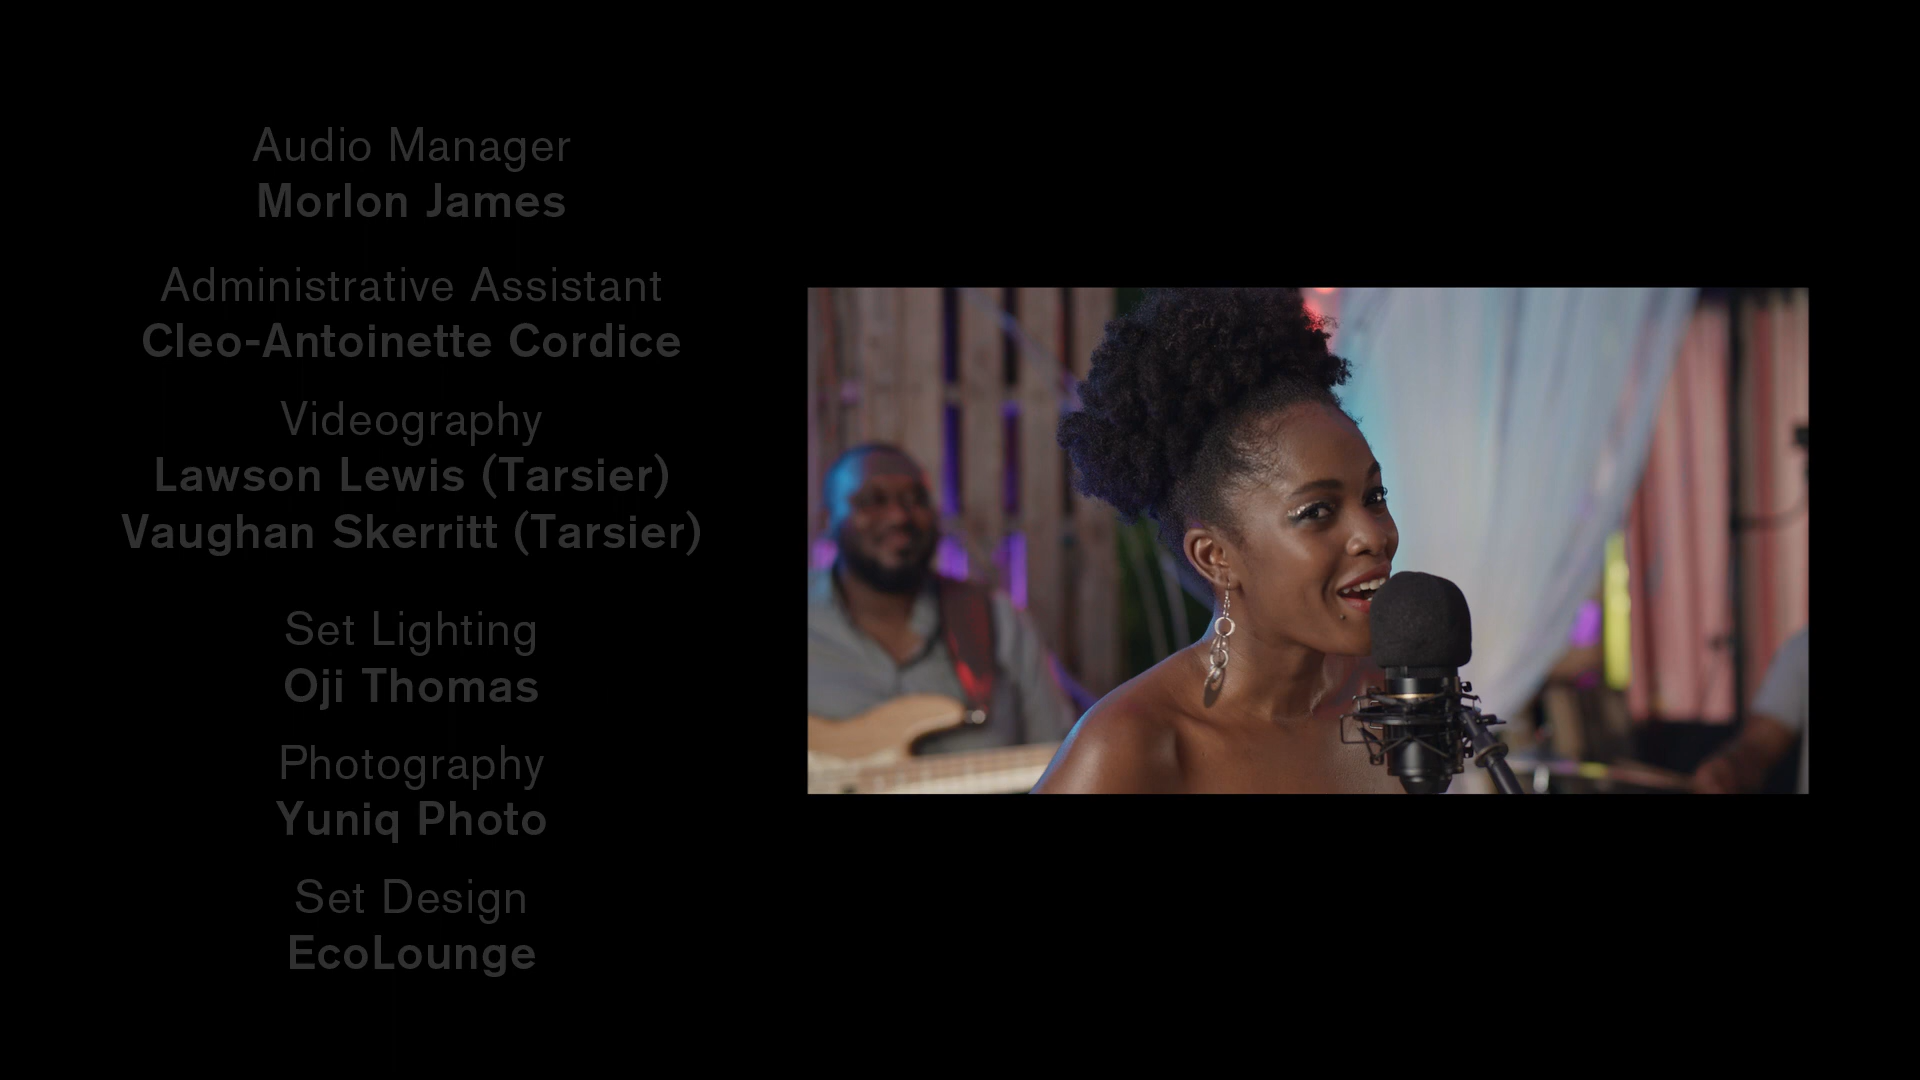 Audio Manager
Morlon James
Administrative Assistant
Cleo-Antoinette Cordice
Videography
Lawson Lewis (Tarsier)
Vaughan Skerritt (Tarsier)
Set Lighting
Oji Thomas
Photography
Yuniq Photo
Set Design
EcoLounge